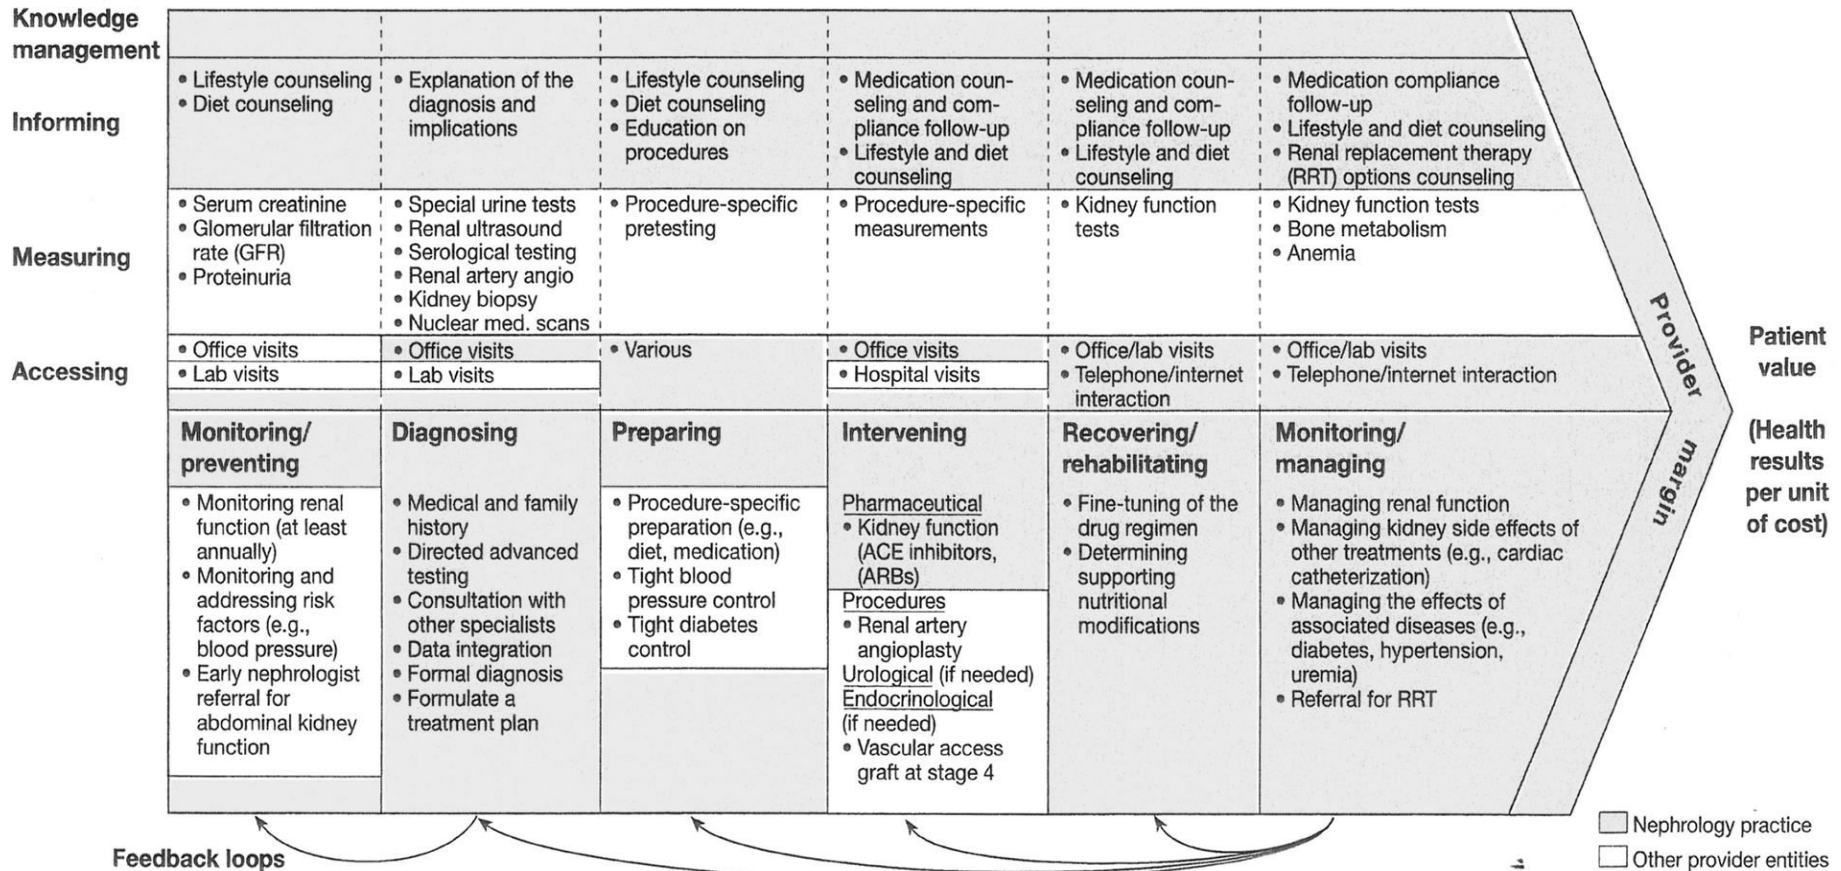 Knowledge
management
Informing
• Lifestyle counseling
• Diet counseling
• Explanation of the
diagnosis and
implications
• Lifestyle counseling
• Diet counseling
• Education on
procedures
• Medication coun-
seling and com-
pliance follow-up
• Lifestyle and diet
counseling
• Medication coun-
seling and com-
pliance follow-up
• Lifestyle and diet
counseling
• Medication compliance
follow-up
• Lifestyle and diet counseling
• Renal replacement therapy
(RRT) options counseling
Measuring
• Serum creatinine
• Glomerular filtration
rate (GFR)
• Proteinuria
• Special urine tests
• Renal ultrasound
• Serological testing
• Renal artery angio
• Kidney biopsy
• Nuclear med. scans
• Procedure-specific
pretesting
• Procedure-specific
measurements
• Kidney function
tests
• Kidney function tests
• Bone metabolism
• Anemia
Accessing
• Office visits
• Lab visits
• Office visits
• Lab visits
• Various
• Office visits
• Hospital visits
• Office/lab visits
• Telephone/internet
interaction
• Office/lab visits
• Telephone/internet interaction
Monitoring/
preventing
• Monitoring renal
function (at least
annually)
• Monitoring and
addressing risk
factors (e.g.,
blood pressure)
• Early nephrologist
referral for
abdominal kidney
function
Diagnosing
• Medical and family
history
• Directed advanced
testing
• Consultation with
other specialists
• Data integration
• Formal diagnosis
• Formulate a
treatment plan
Preparing
• Procedure-specific
preparation (e.g.,
diet, medication)
• Tight blood
pressure control
• Tight diabetes
control
Intervening
Pharmaceutical
• Kidney function
(ACE inhibitors,
(ARBs)
Procedures
• Renal artery
angioplasty
Urological (if needed)
Endocrinological
(if needed)
• Vascular access
graft at stage 4
Recovering/
rehabilitating
• Fine-tuning of the
drug regimen
• Determining
supporting
nutritional
modifications
Monitoring/
managing
• Managing renal function
• Managing kidney side effects of
other treatments (e.g., cardiac
catheterization)
• Managing the effects of
associated diseases (e.g.,
diabetes, hypertension,
uremia)
• Referral for RRT
Provider
margin
Patient
value
(Health
results
per unit
of cost)
Feedback loops
Nephrology practice
Other provider entities